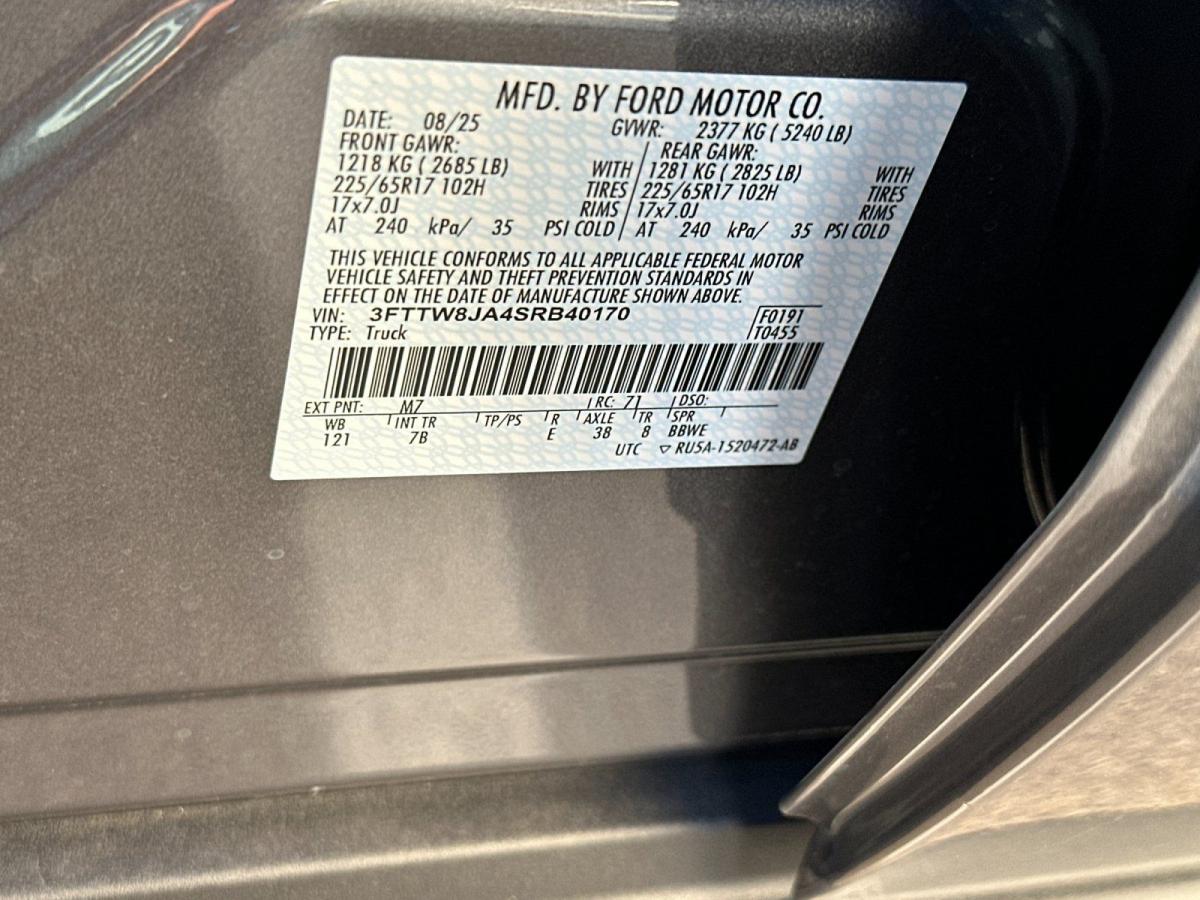 MFD. BY FORD MOTOR CO.
DATE: 08/25 GVWR: 2377 KG ( 5240 LB)
FRONT GAWR: REAR GAWR:
1218 KG ( 2685 LB) WITH 1281 KG ( 2825 LB) WITH
225/65R17 102H TIRES 225/65R17 102H TIRES
17x7.0J RIMS 17x7.0J RIMS
AT 240 kPa/ 35 PSI COLD AT 240 kPa/ 35 PSI COLD
THIS VEHICLE CONFORMS TO ALL APPLICABLE FEDERAL MOTOR
VEHICLE SAFETY AND THEFT PREVENTION STANDARDS IN
EFFECT ON THE DATE OF MANUFACTURE SHOWN ABOVE.
VIN: 3FTTW8JA4SRB40170 F0191
TYPE: Truck T0455
EXT PNT: M7 RC: 71 DSO:
WB INT TR TP/PS R AXLE TR SPR
121 7B E 38 8 BBWE
UTC ▽ RU5A-1520472-AB